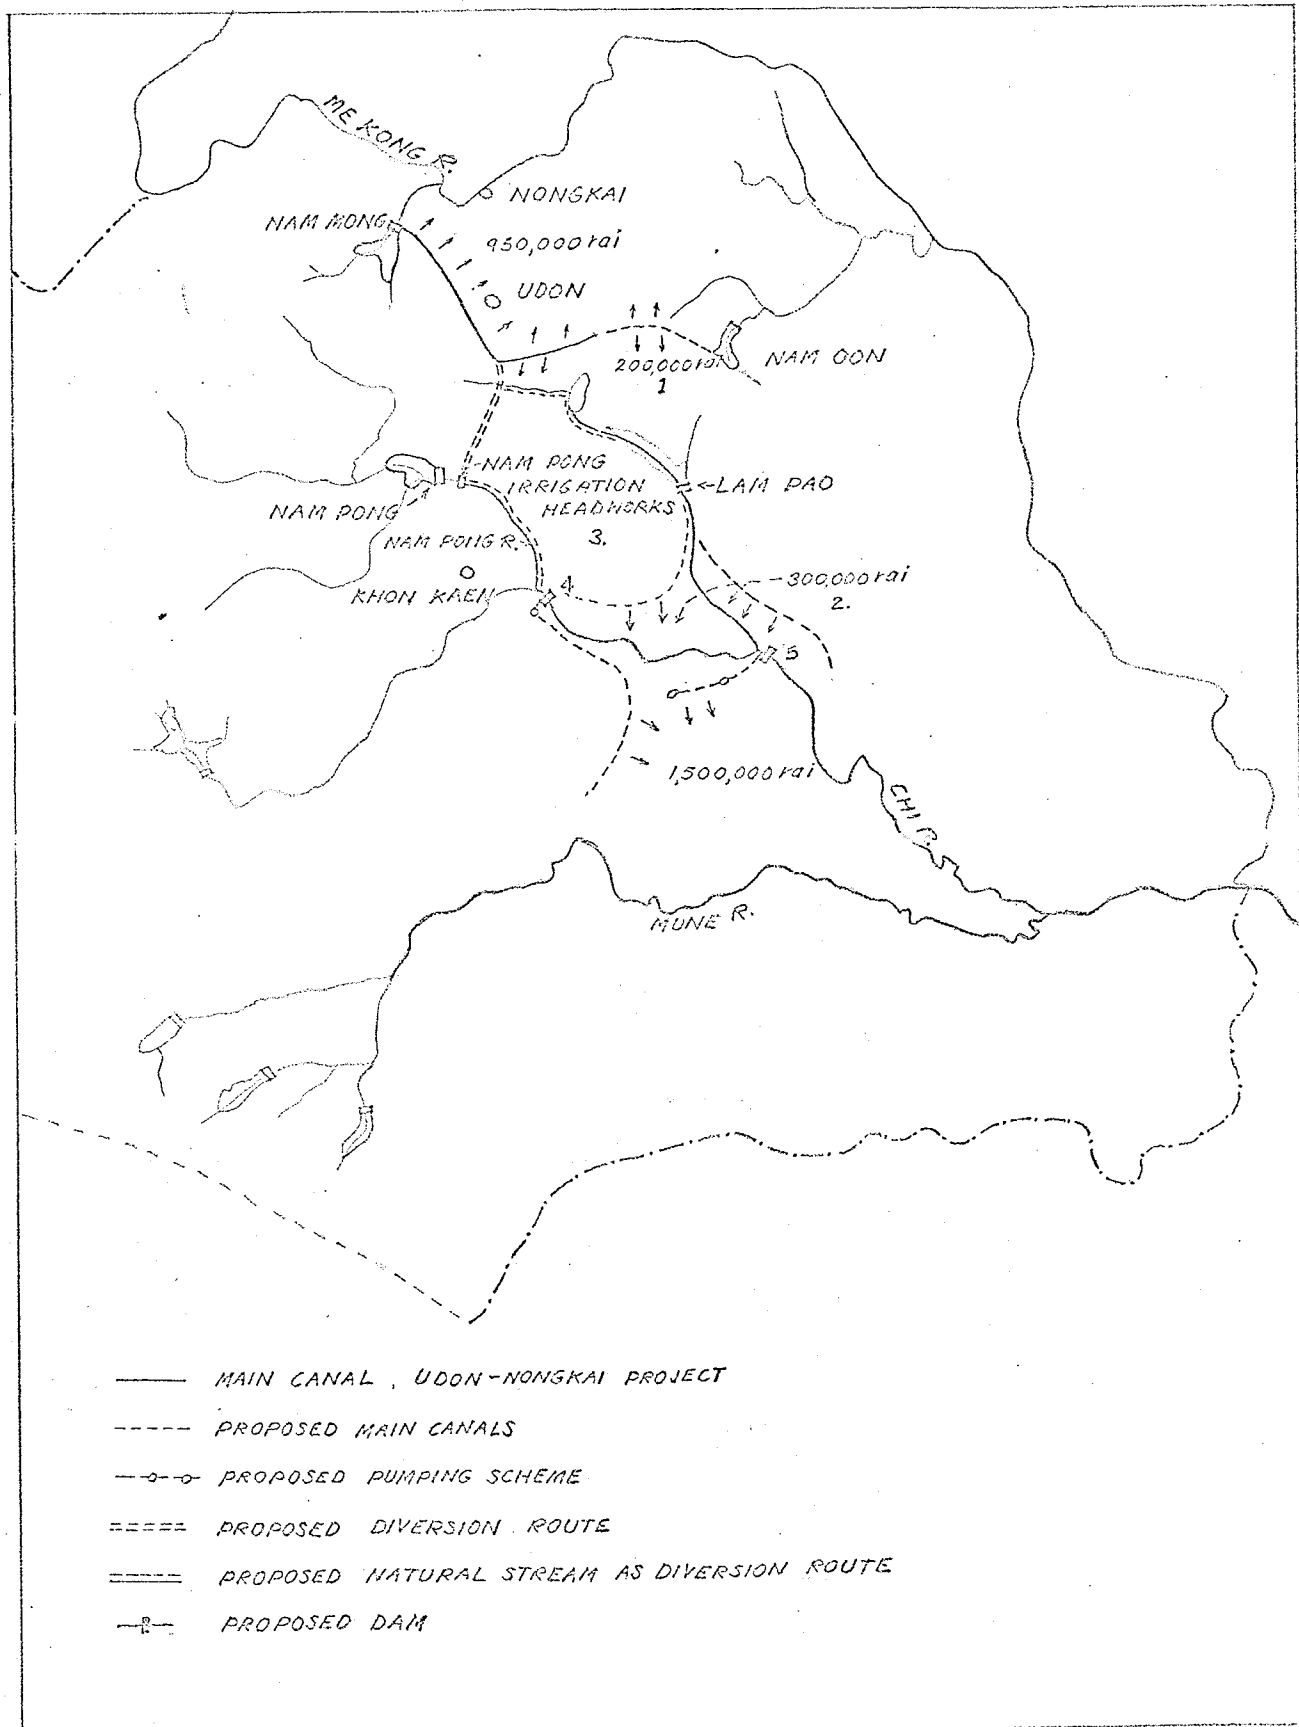 ME KONG R.
NONGKAI
NAM MONG
950,000 rai
UDON
200,000 rai
1
NAM OON
NAM PONG
IRRIGATION
HEADWORKS
3.
LAM PAO
NAM PONG
NAM PONG R.
KHON KAEN
4
300,000 rai
2.
5
1,500,000 rai
CHI R.
MUNE R.
MAIN CANAL , UDON-NONGKAI PROJECT
PROPOSED MAIN CANALS
PROPOSED PUMPING SCHEME
PROPOSED DIVERSION ROUTE
PROPOSED NATURAL STREAM AS DIVERSION ROUTE
PROPOSED DAM